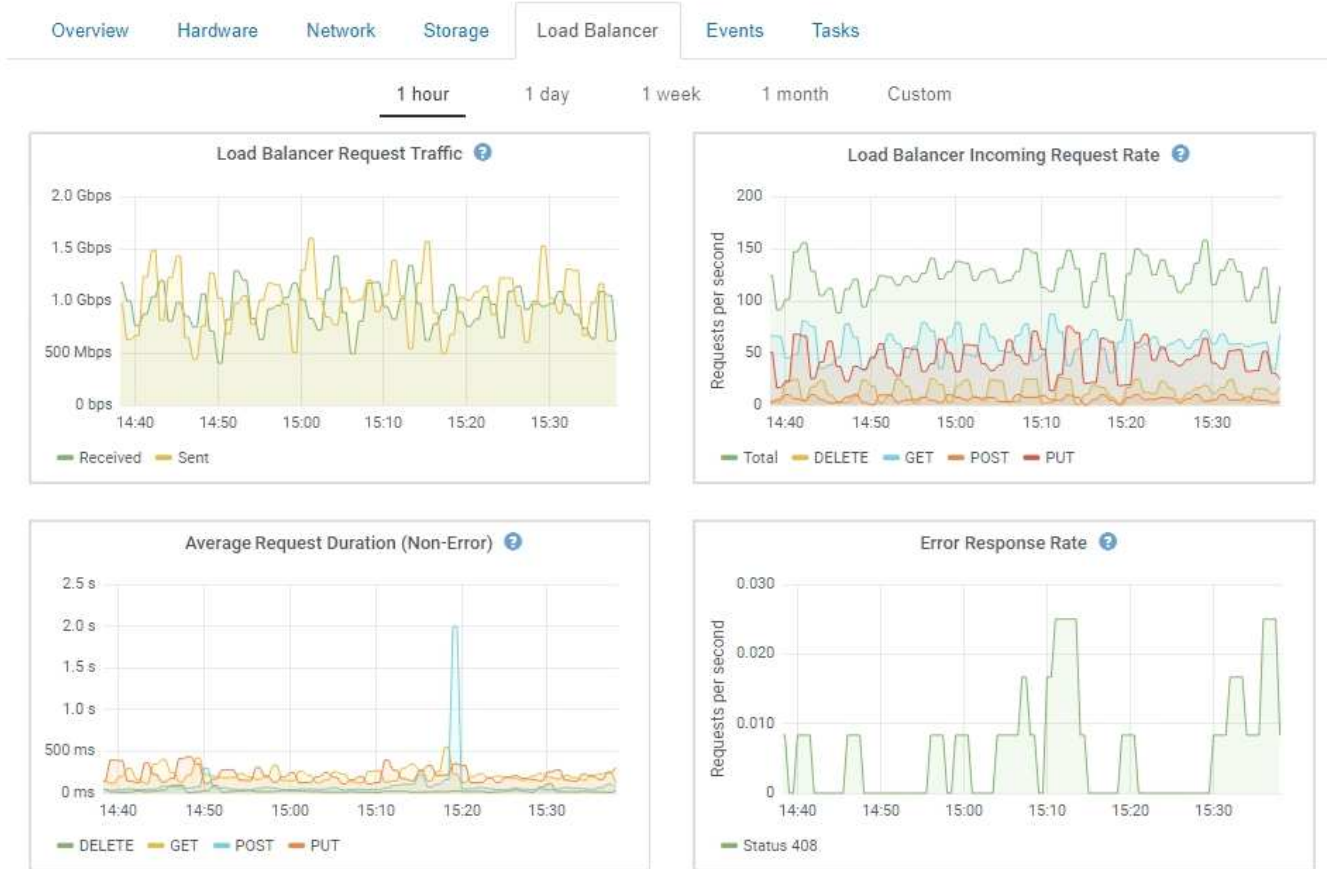 Overview Hardware Network Storage Load Balancer Events Tasks
1 hour 1 day 1 week 1 month Custom
Load Balancer Request Traffic ?
2.0 Gbps
1.5 Gbps
1.0 Gbps
500 Mbps
0 bps
14:40 14:50 15:00 15:10 15:20 15:30
Received Sent
Load Balancer Incoming Request Rate ?
Requests per second
200
150
100
50
0
14:40 14:50 15:00 15:10 15:20 15:30
Total DELETE GET POST PUT
Average Request Duration (Non-Error) ?
2.5 s
2.0 s
1.5 s
1.0 s
500 ms
0 ms
14:40 14:50 15:00 15:10 15:20 15:30
DELETE GET POST PUT
Error Response Rate ?
Requests per second
0.030
0.020
0.010
0
14:40 14:50 15:00 15:10 15:20 15:30
Status 408